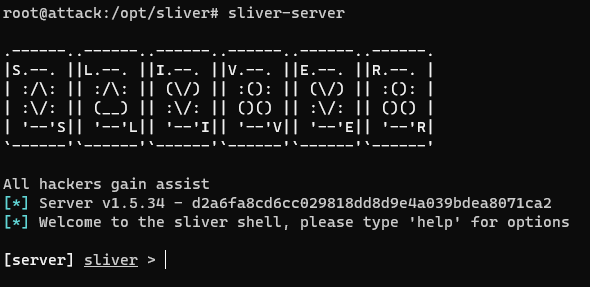 root@attack:/opt/sliver# sliver-server
.------..------..------..------..------..------.
|S.--. ||L.--. ||I.--. ||V.--. ||E.--. ||R.--. |
| :/\: || :/\: || (\/) || :(): || (\/) || :(): |
| :\/: || (__) || :\/: || ()() || :\/: || ()() |
| '--'S|| '--'L|| '--'I|| '--'V|| '--'E|| '--'R|
`------'`------'`------'`------'`------'`------'
All hackers gain assist
[*] Server v1.5.34 - d2a6fa8cd6cc029818dd8d9e4a039bdea8071ca2
[*] Welcome to the sliver shell, please type 'help' for options
[server] sliver >